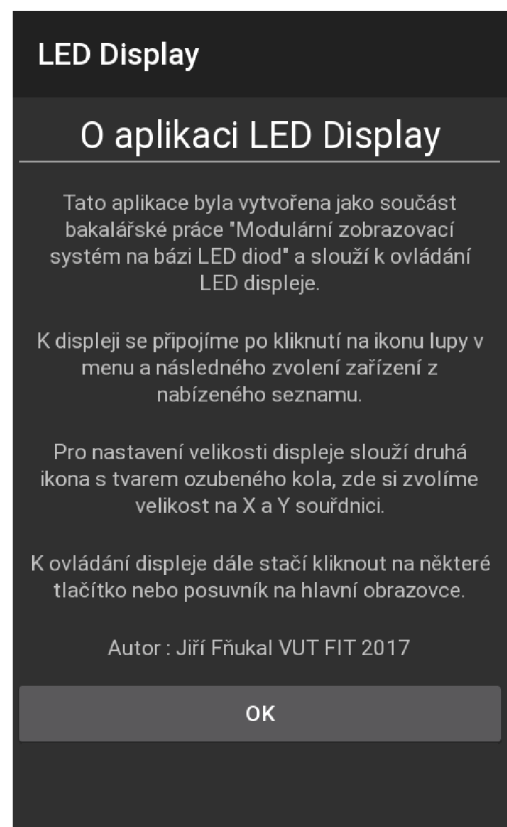 LED Display
O aplikaci LED Display
Tato aplikace byla vytvořena jako součást
bakalářské práce "Modulární zobrazovací
systém na bázi LED diod" a slouží k ovládání
LED displeje.
K displeji se připojíme po kliknutí na ikonu lupy v
menu a následného zvolení zařízení z
nabízeného seznamu.
Pro nastavení velikosti displeje slouží druhá
ikona s tvarem ozubeného kola, zde si zvolíme
velikost na X a Y souřdnici.
K ovládání displeje dále stačí kliknout na některé
tlačítko nebo posuvník na hlavní obrazovce.
Autor : Jiří Fňukal VUT FIT 2017
OK